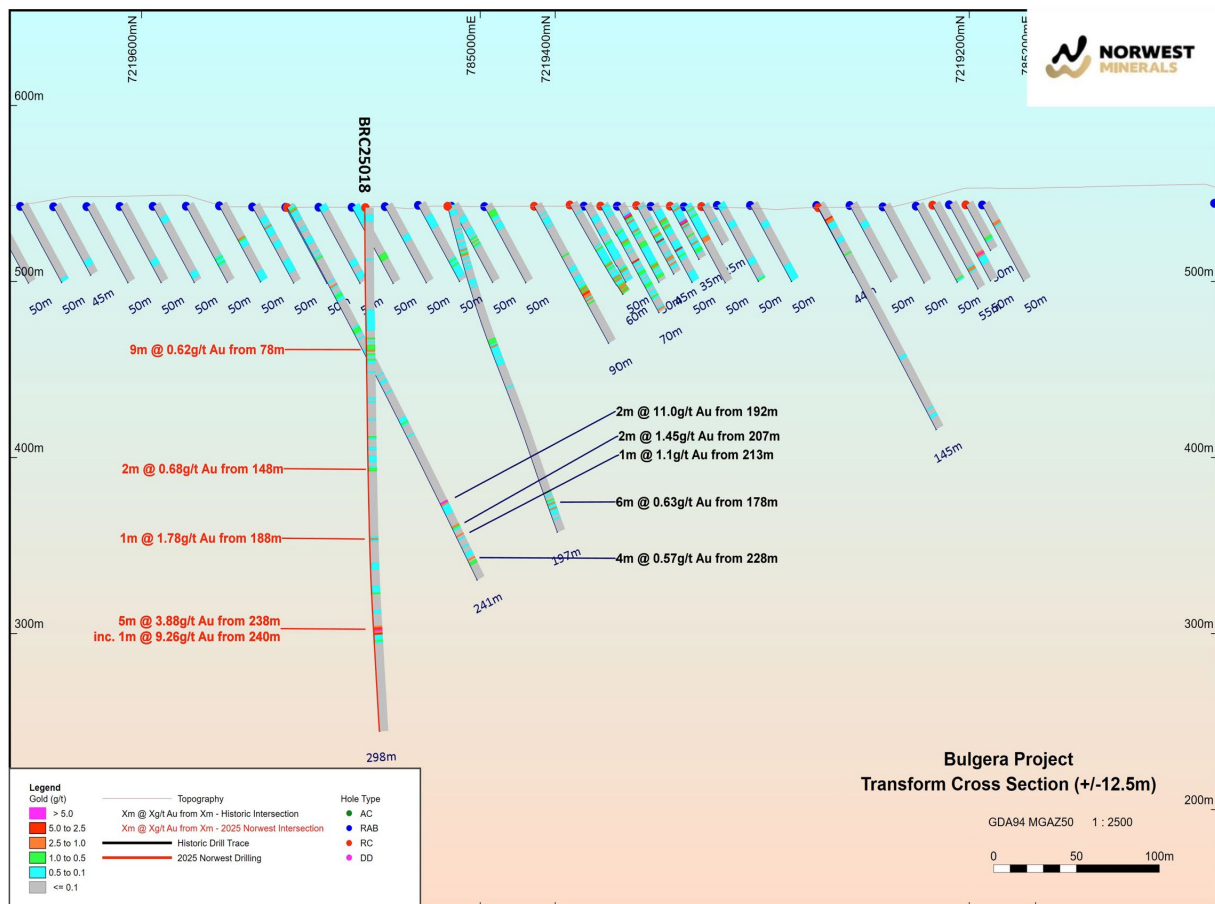 7219600mN
785000mE
7219400mN
7219200mN
NORWEST
MINERALS
600m
BRC25018
500m
500m
50m
50m
45m
50m
50m
50m
50m
50m
50m
50m
50m
50m
50m
50m
50m
60m
70m
45m
35m
50m
50m
50m
50m
50m
50m
50m
55m
50m
90m
9m @ 0.62g/t Au from 78m
2m @ 11.0g/t Au from 192m
2m @ 1.45g/t Au from 207m
1m @ 1.1g/t Au from 213m
400m
400m
145m
2m @ 0.68g/t Au from 148m
6m @ 0.63g/t Au from 178m
1m @ 1.78g/t Au from 188m
197m
4m @ 0.57g/t Au from 228m
241m
5m @ 3.88g/t Au from 238m
inc. 1m @ 9.26g/t Au from 240m
300m
300m
298m
Bulgera Project
Transform Cross Section (+/-12.5m)
GDA94 MGAZ50 1 : 2500
0 50 100m
200m
Legend
Gold (g/t)
> 5.0
5.0 to 2.5
2.5 to 1.0
1.0 to 0.5
0.5 to 0.1
<= 0.1
Topography
Xm @ Xg/t Au from Xm - Historic Intersection
Xm @ Xg/t Au from Xm - 2025 Norwest Intersection
Historic Drill Trace
2025 Norwest Drilling
Hole Type
AC
RAB
RC
DD